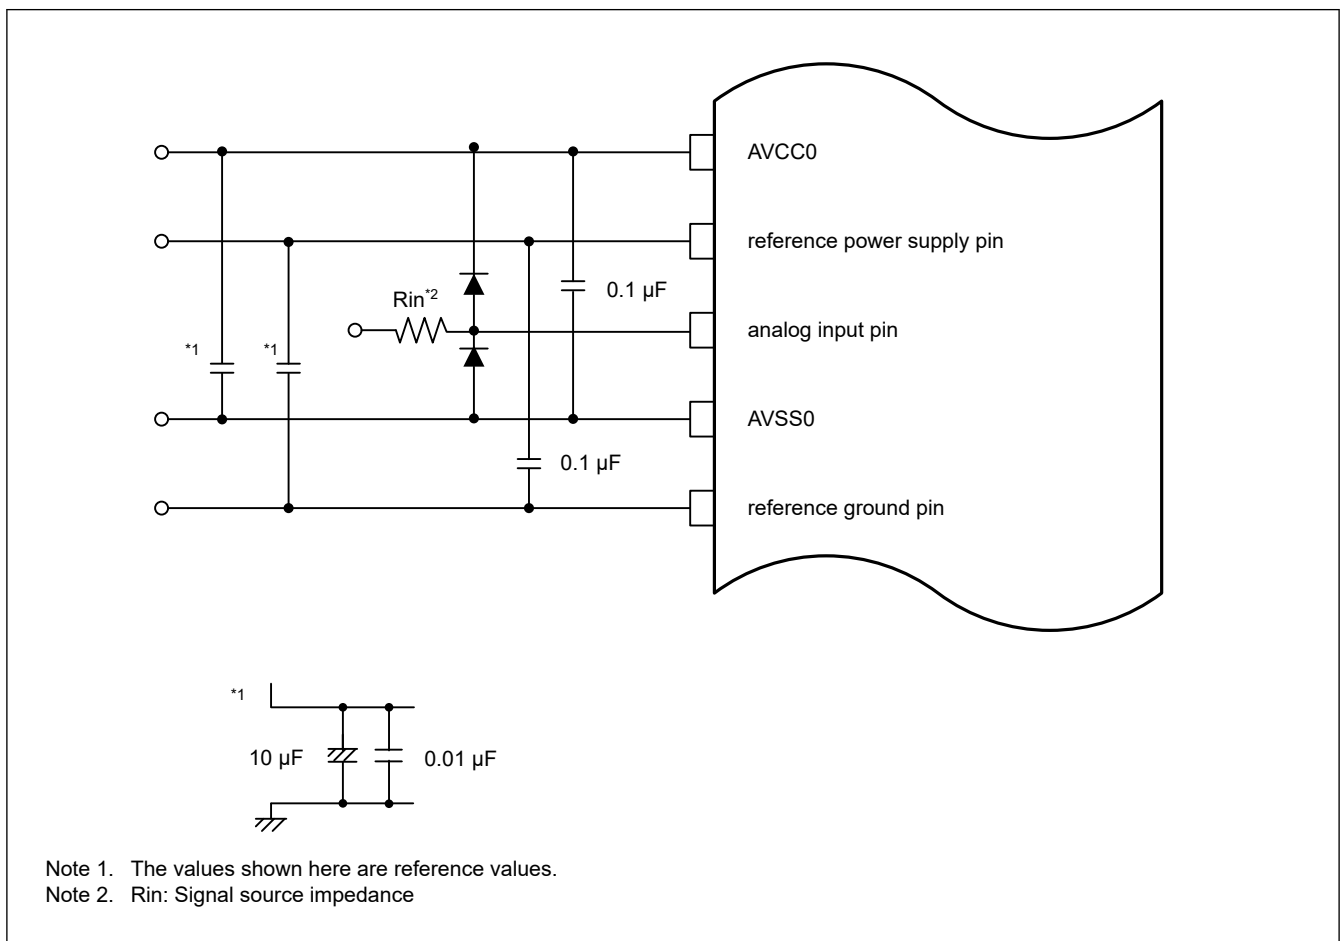 AVCC0
reference power supply pin
0.1 µF
Rin*2
analog input pin
*1
*1
AVSS0
0.1 µF
reference ground pin
*1
10 µF
0.01 µF
Note 1. The values shown here are reference values.
Note 2. Rin: Signal source impedance